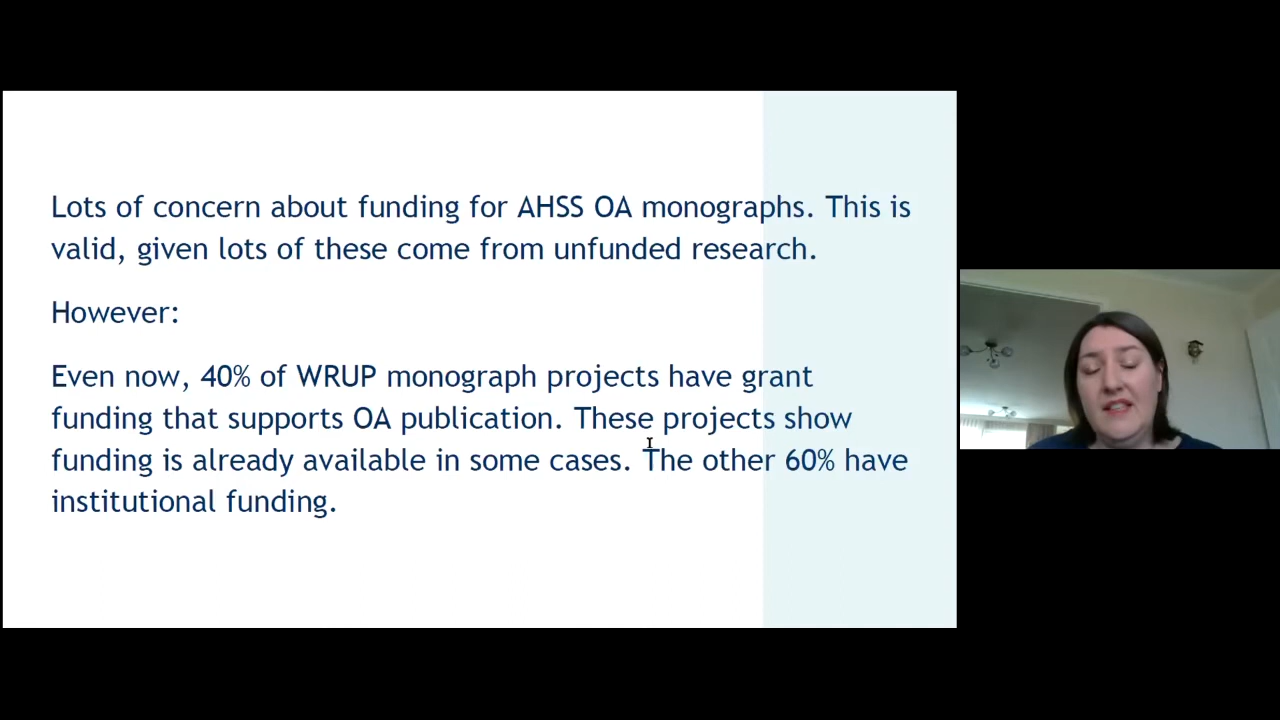 Lots of concern about funding for AHSS OA monographs. This is
valid, given lots of these come from unfunded research.
However:
Even now, 40% of WRUP monograph projects have grant
funding that supports OA publication. These projects show
funding is already available in some cases. The other 60% have
institutional funding.